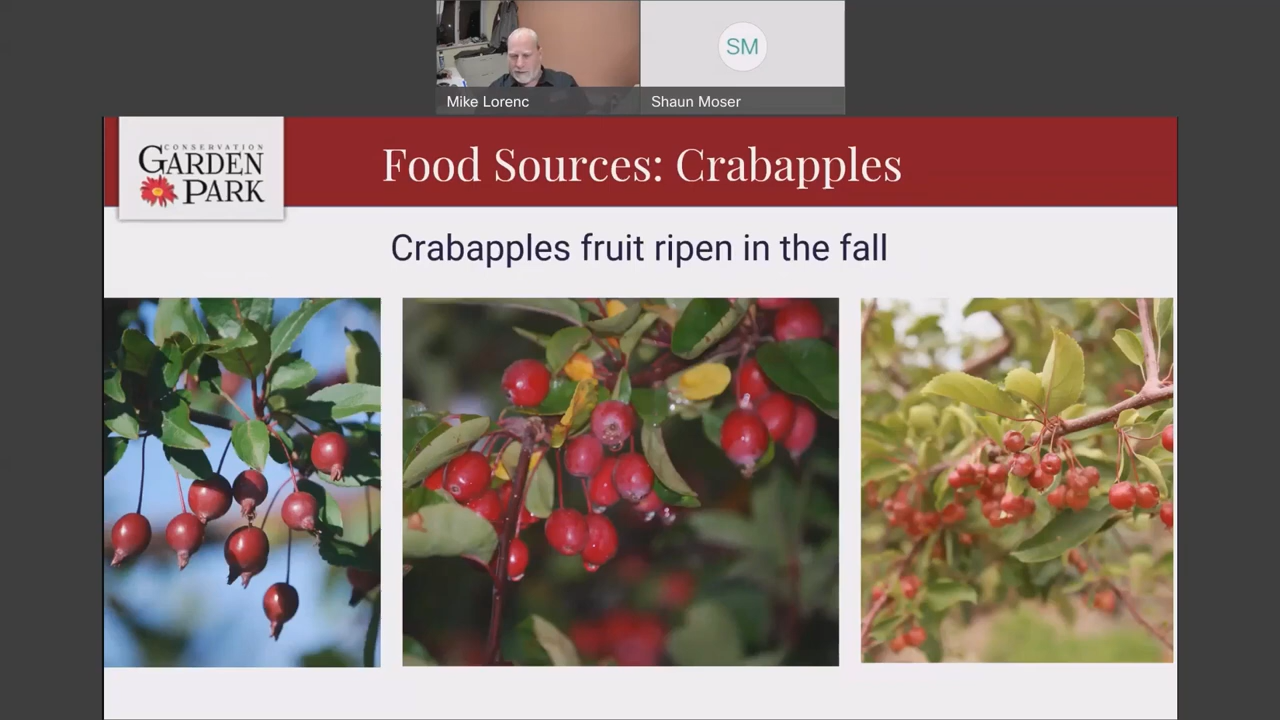 SM
Mike Lorenc
Shaun Moser
CONSERVATION
GARDEN
PARK
Food Sources: Crabapples
Crabapples fruit ripen in the fall